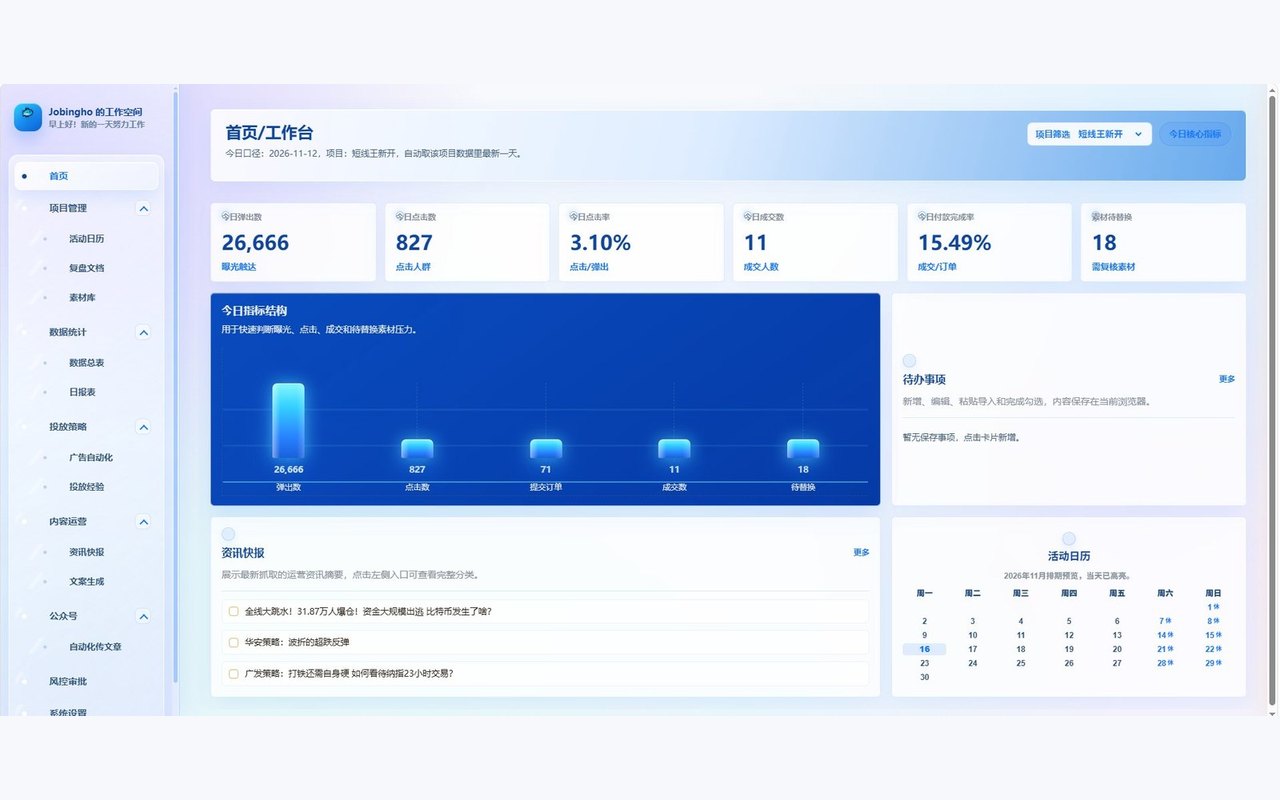 Jobingho 的工作空间
早上好！新的一天努力工作
首页
项目管理
活动日历
复盘文档
素材库
数据统计
数据总表
日报表
投放策略
广告自动化
投放经验
内容运营
资讯快报
文案生成
公众号
自动化传文章
风控审批
系统设置
首页/工作台
今日口径：2026-11-12，项目：短线王新开，自动取该项目数据里最新一天。
项目筛选 短线王新开
今日核心指标
今日弹出数
26,666
曝光触达
今日点击数
827
点击人群
今日点击率
3.10%
点击/弹出
今日成交数
11
成交人数
今日付款完成率
15.49%
成交/订单
素材待替换
18
需复核素材
今日指标结构
用于快速判断曝光、点击、成交和待替换素材压力。
26,666 827 71 11 18
弹出数 点击数 提交订单 成交数 待替换
待办事项
更多
新增、编辑、粘贴导入和完成勾选，内容保存在当前浏览器。
暂无保存事项，点击卡片新增。
资讯快报
更多
展示最新抓取的运营资讯摘要，点击左侧入口可查看完整分类。
全线大跳水！31.87万人爆仓！资金大规模出逃 比特币发生了啥？
华安策略：波折的超跌反弹
广发策略：打铁还需自身硬 如何看待纳指23小时交易？
活动日历
2026年11月排期预览，当天已高亮。
周一 周二 周三 周四 周五 周六 周日
1 休
2 3 4 5 6 7 休 8 休
9 10 11 12 13 14 休 15 休
16 17 18 19 20 21 休 22 休
23 24 25 26 27 28 休 29 休
30